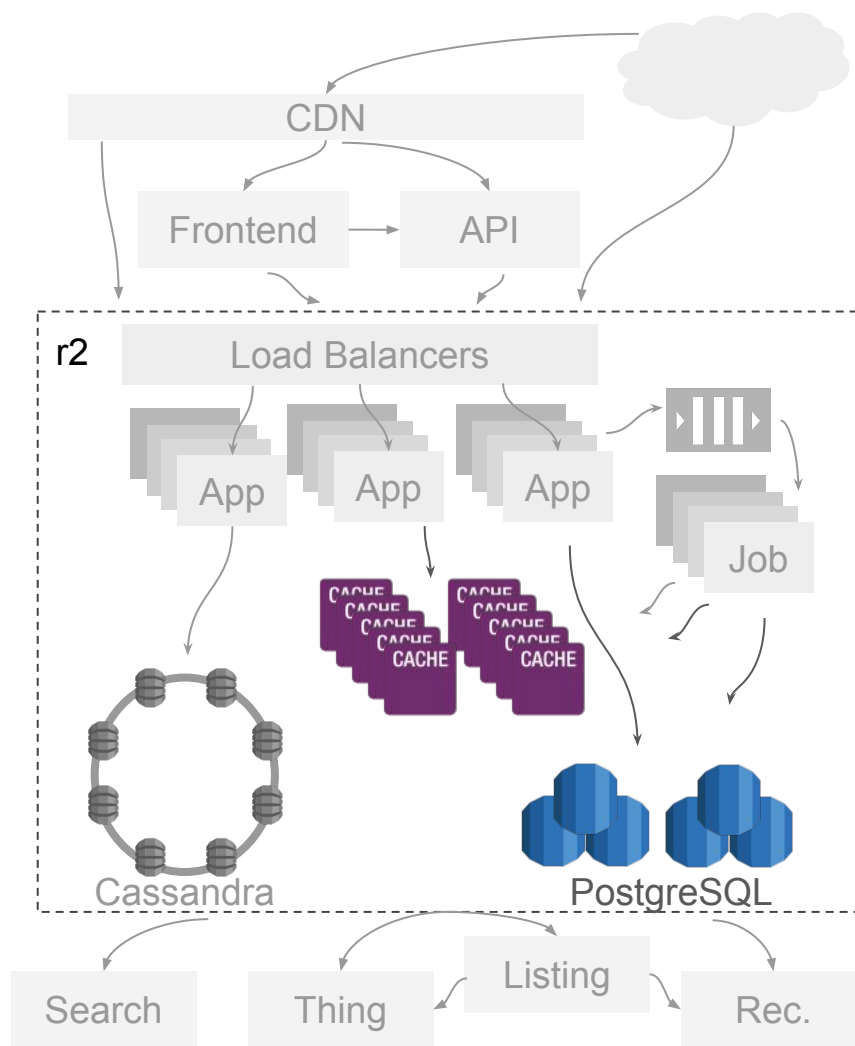 CDN
Frontend
API
r2
Load Balancers
App
App
App
Job
CACHE
CACHE
CACHE
CACHE
CACHE
CACHE
CACHE
CACHE
CACHE
CACHE
Cassandra
PostgreSQL
Search
Thing
Listing
Rec.